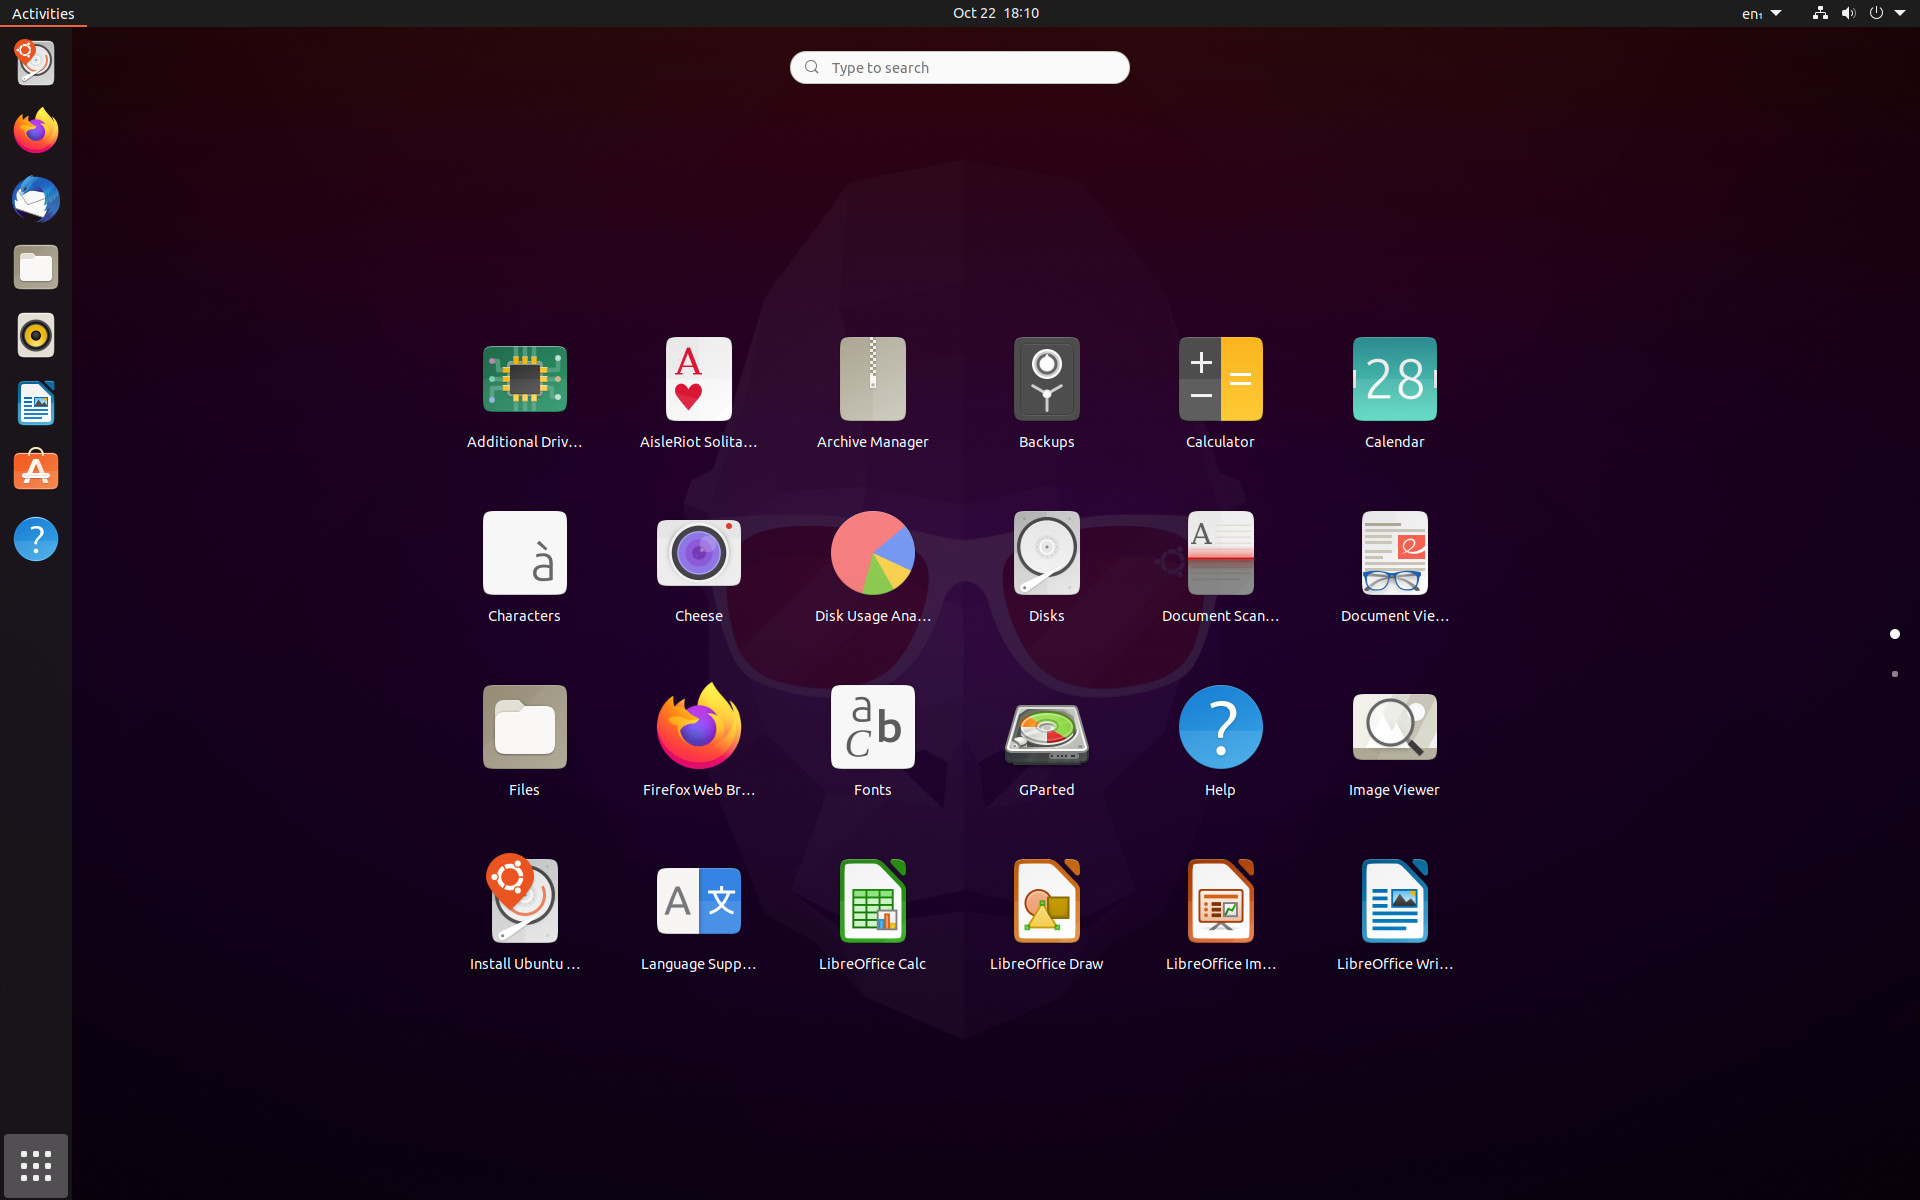 Activities
Oct 22 18:10
en₁
Type to search
Additional Driv...
AisleRiot Solita...
Archive Manager
Backups
Calculator
Calendar
Characters
Cheese
Disk Usage Ana...
Disks
Document Scan...
Document Vie...
Files
Firefox Web Br...
Fonts
GParted
Help
Image Viewer
Install Ubuntu ...
Language Supp...
LibreOffice Calc
LibreOffice Draw
LibreOffice Im...
LibreOffice Wri...